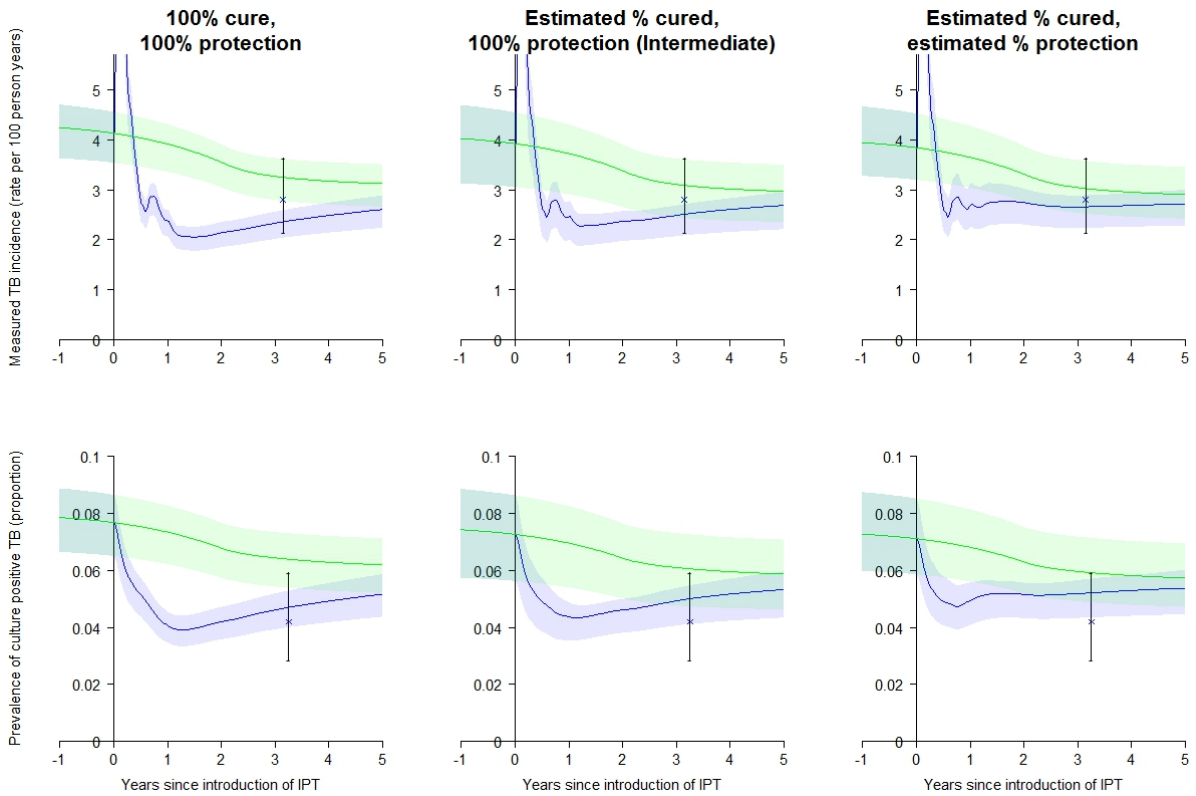 100% cure,
100% protection
Estimated % cured,
100% protection (Intermediate)
Estimated % cured,
estimated % protection
Measured TB incidence (rate per 100 person years)
5
4
3
2
1
0
-1 0 1 2 3 4 5
5
4
3
2
1
0
-1 0 1 2 3 4 5
5
4
3
2
1
0
-1 0 1 2 3 4 5
Prevalence of culture positive TB (proportion)
0.1
0.08
0.06
0.04
0.02
0
-1 0 1 2 3 4 5
Years since introduction of IPT
0.1
0.08
0.06
0.04
0.02
0
-1 0 1 2 3 4 5
Years since introduction of IPT
0.1
0.08
0.06
0.04
0.02
0
-1 0 1 2 3 4 5
Years since introduction of IPT